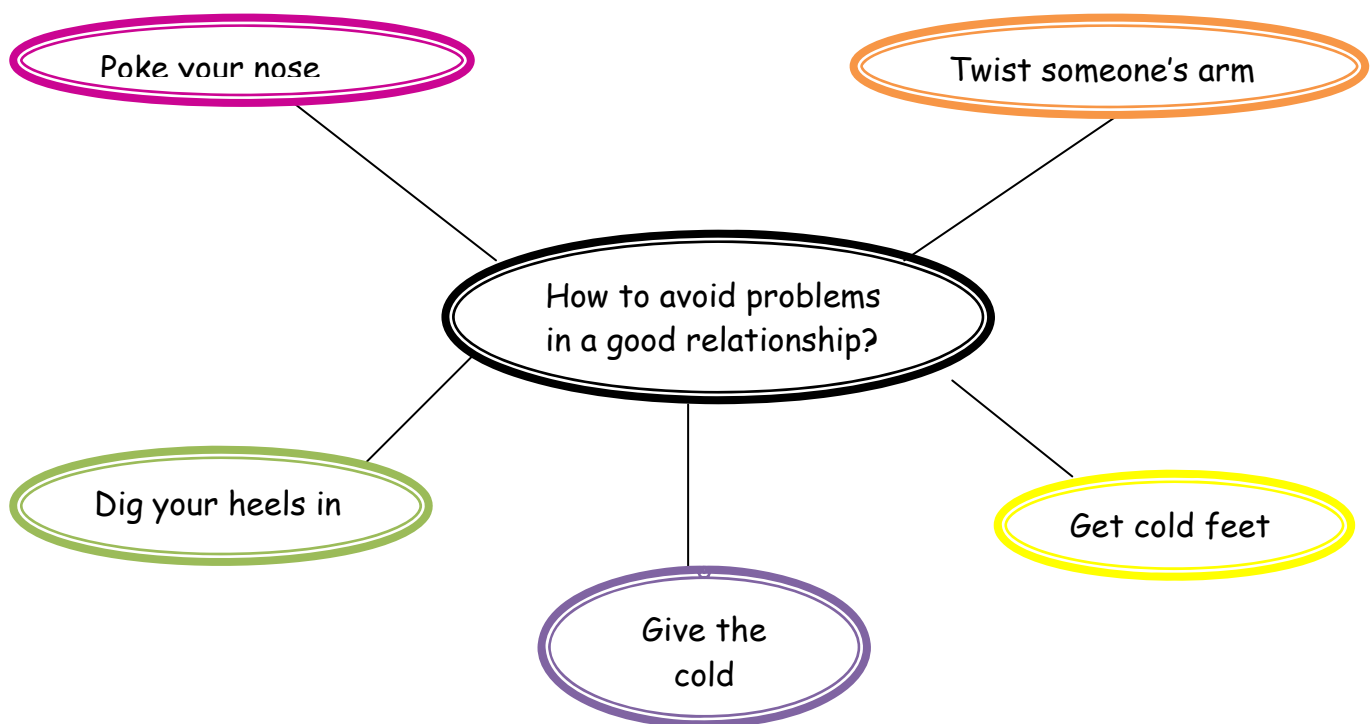 Poke your nose
Twist someone's arm
How to avoid problems
in a good relationship?
Dig your heels in
Get cold feet
Give the
cold